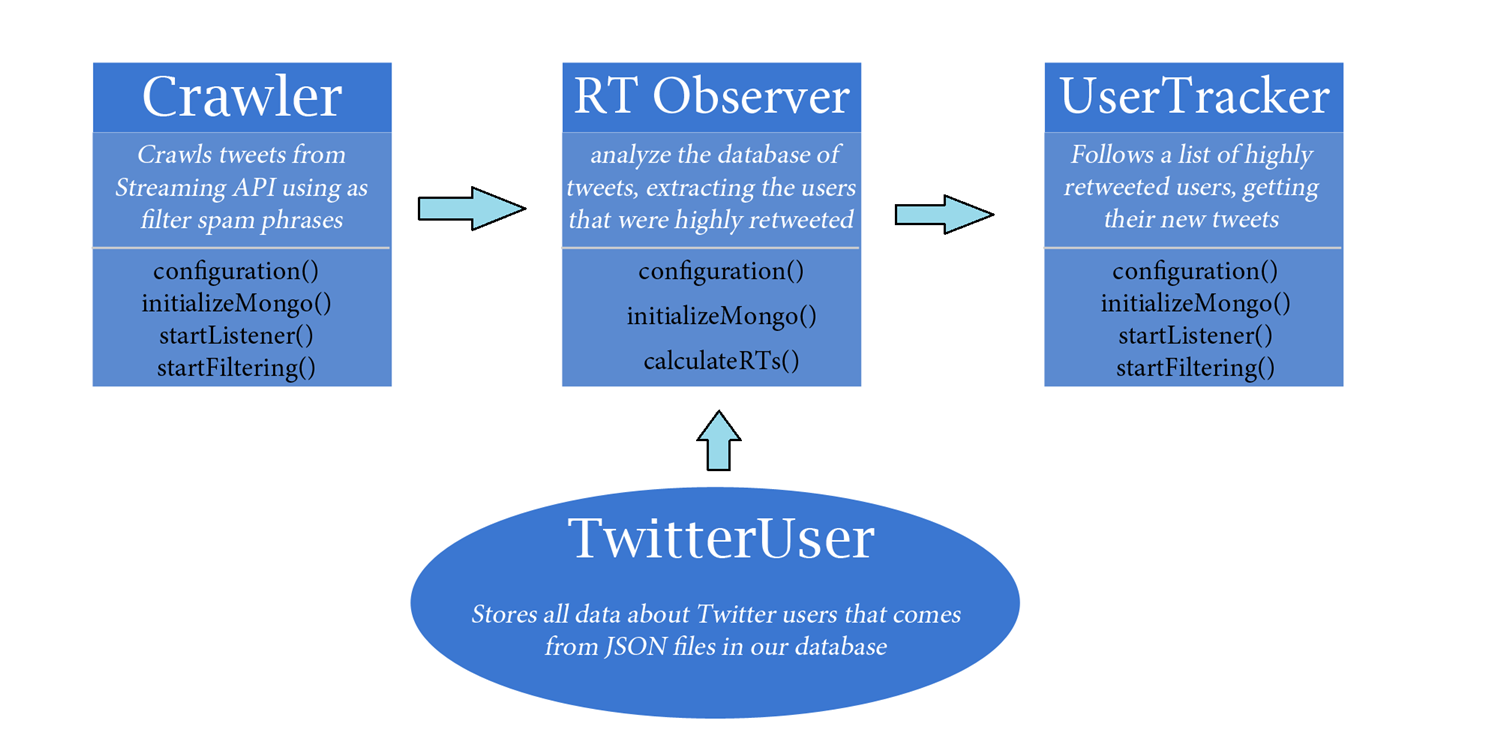 Crawler
Crawls tweets from
Streaming API using as
filter spam phrases
configuration()
initializeMongo()
startListener()
startFiltering()
RT Observer
analyze the database of
tweets, extracting the users
that were highly retweeted
configuration()
initializeMongo()
calculateRTs()
UserTracker
Follows a list of highly
retweeted users, getting
their new tweets
configuration()
initializeMongo()
startListener()
startFiltering()
TwitterUser
Stores all data about Twitter users that comes
from JSON files in our database